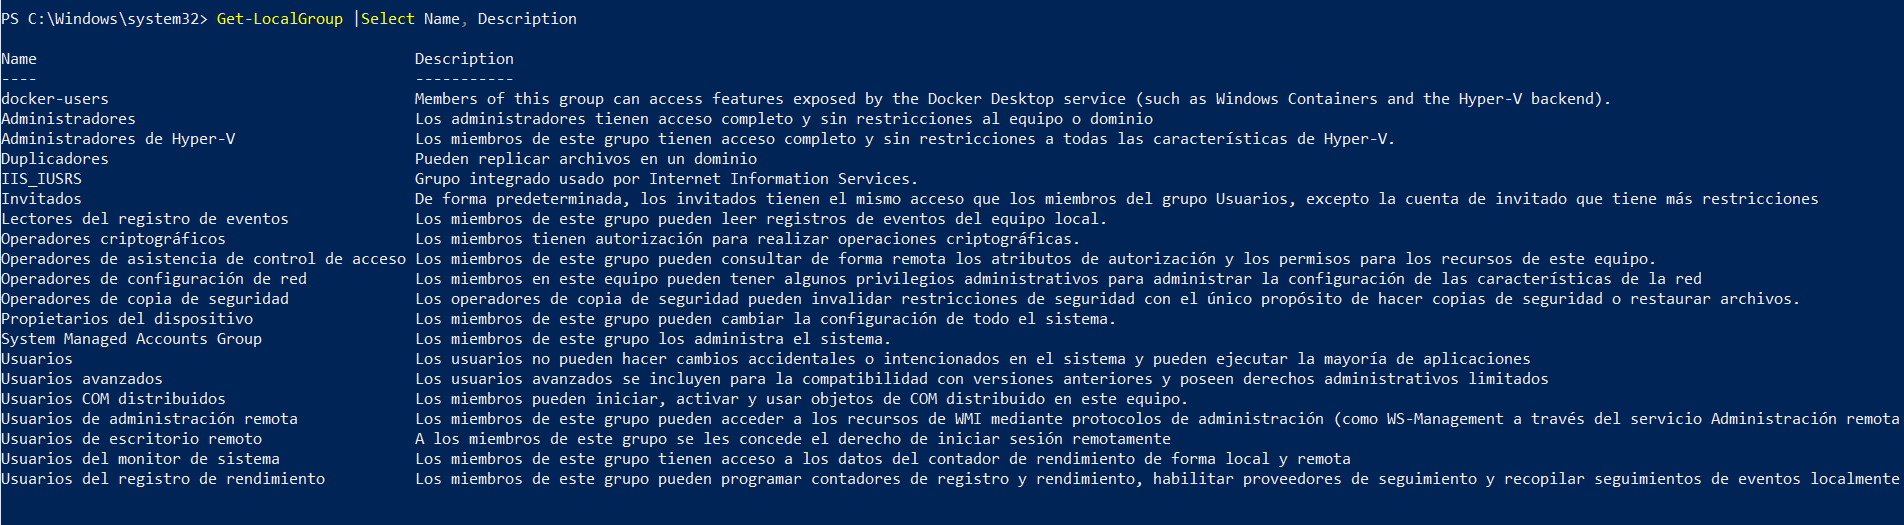 PS C:\Windows\system32> Get-LocalGroup |Select Name, Description
Name Description
---- -----------
docker-users Members of this group can access features exposed by the Docker Desktop service (such as Windows Containers and the Hyper-V backend).
Administradores Los administradores tienen acceso completo y sin restricciones al equipo o dominio
Administradores de Hyper-V Los miembros de este grupo tienen acceso completo y sin restricciones a todas las características de Hyper-V.
Duplicadores Pueden replicar archivos en un dominio
IIS_IUSRS Grupo integrado usado por Internet Information Services.
Invitados De forma predeterminada, los invitados tienen el mismo acceso que los miembros del grupo Usuarios, excepto la cuenta de invitado que tiene más restricciones
Lectores del registro de eventos Los miembros de este grupo pueden leer registros de eventos del equipo local.
Operadores criptográficos Los miembros tienen autorización para realizar operaciones criptográficas.
Operadores de asistencia de control de acceso Los miembros de este grupo pueden consultar de forma remota los atributos de autorización y los permisos para los recursos de este equipo.
Operadores de configuración de red Los miembros en este equipo pueden tener algunos privilegios administrativos para administrar la configuración de las características de la red
Operadores de copia de seguridad Los operadores de copia de seguridad pueden invalidar restricciones de seguridad con el único propósito de hacer copias de seguridad o restaurar archivos.
Propietarios del dispositivo Los miembros de este grupo pueden cambiar la configuración de todo el sistema.
System Managed Accounts Group Los miembros de este grupo los administra el sistema.
Usuarios Los usuarios no pueden hacer cambios accidentales o intencionados en el sistema y pueden ejecutar la mayoría de aplicaciones
Usuarios avanzados Los usuarios avanzados se incluyen para la compatibilidad con versiones anteriores y poseen derechos administrativos limitados
Usuarios COM distribuidos Los miembros pueden iniciar, activar y usar objetos de COM distribuido en este equipo.
Usuarios de administración remota Los miembros de este grupo pueden acceder a los recursos de WMI mediante protocolos de administración (como WS-Management a través del servicio Administración remota
Usuarios de escritorio remoto A los miembros de este grupo se les concede el derecho de iniciar sesión remotamente
Usuarios del monitor de sistema Los miembros de este grupo tienen acceso a los datos del contador de rendimiento de forma local y remota
Usuarios del registro de rendimiento Los miembros de este grupo pueden programar contadores de registro y rendimiento, habilitar proveedores de seguimiento y recopilar seguimientos de eventos localmente